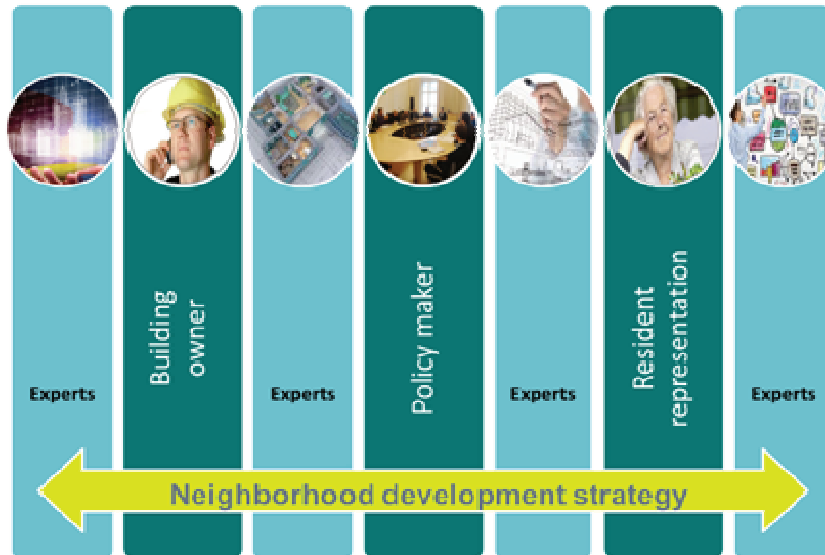 Experts
Building
owner
Experts
Policy maker
Experts
Resident
representation
Experts
Neighborhood development strategy